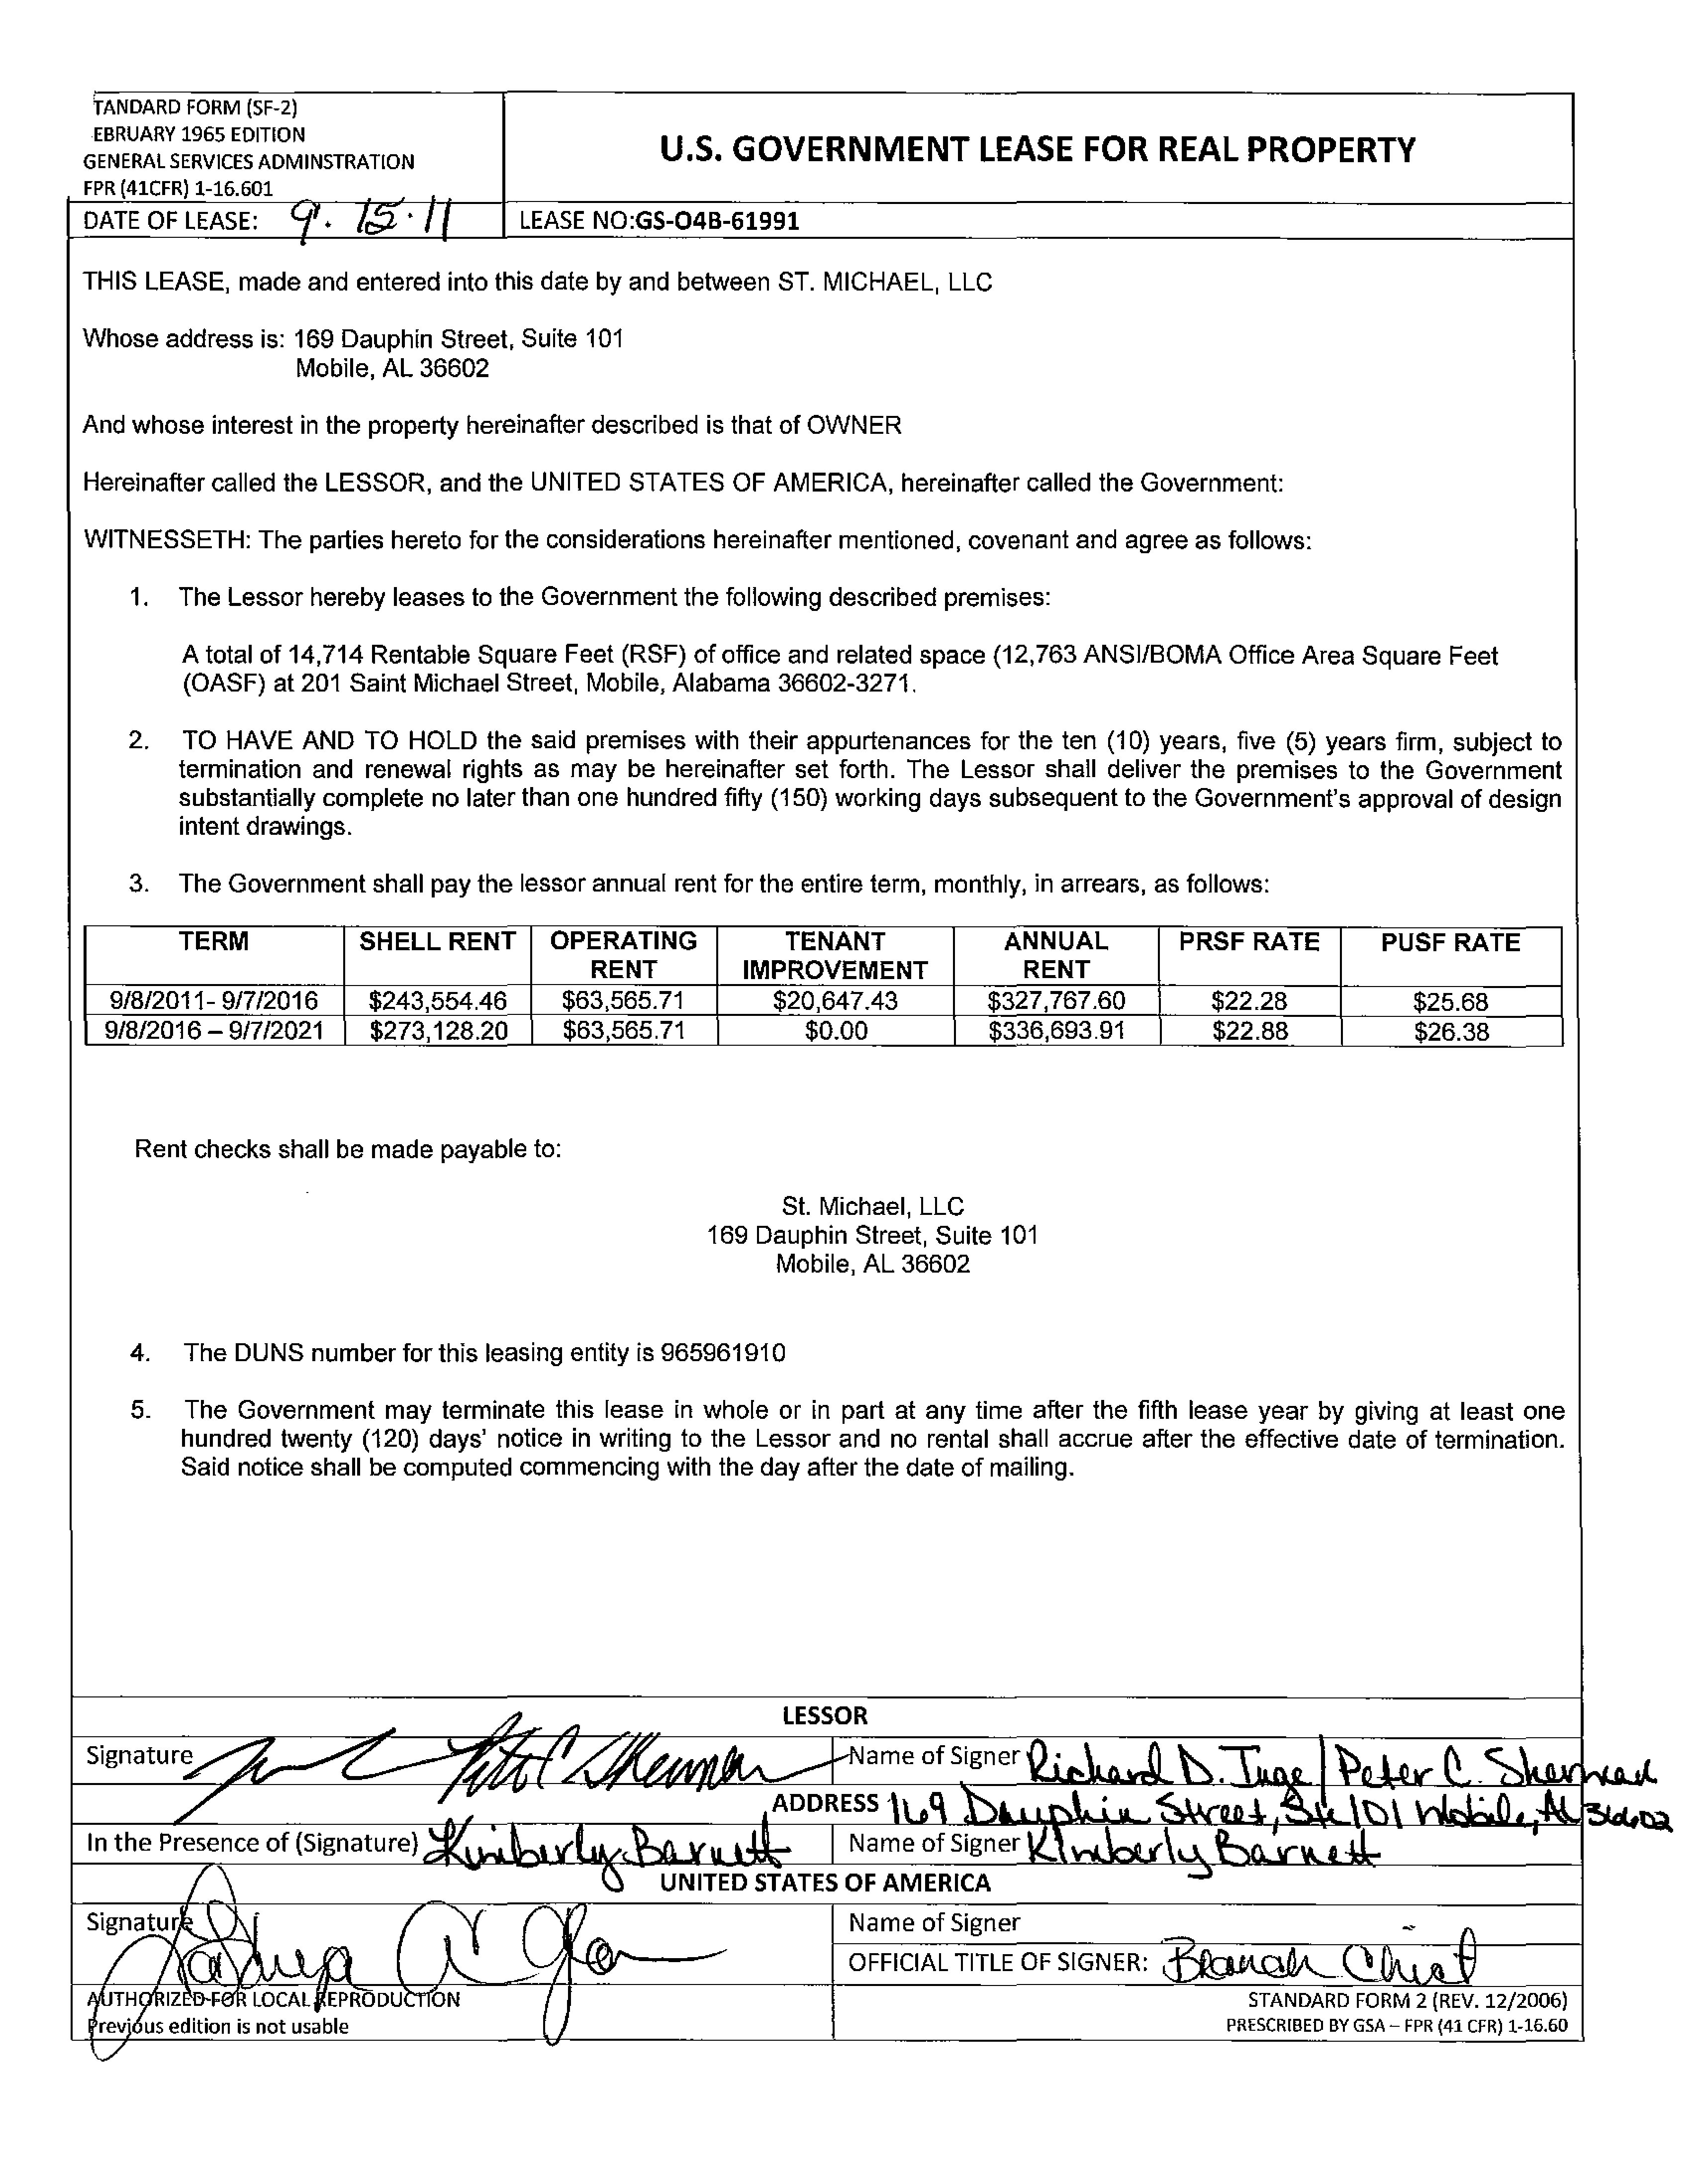 TANDARD FORM (SF-2)
EBRUARY 1965 EDITION
GENERAL SERVICES ADMINSTRATION
FPR (41CFR) 1-16.601
U.S. GOVERNMENT LEASE FOR REAL PROPERTY
DATE OF LEASE: 9. 15. 11
LEASE NO:GS-O4B-61991
THIS LEASE, made and entered into this date by and between ST. MICHAEL, LLC
Whose address is: 169 Dauphin Street, Suite 101
Mobile, AL 36602
And whose interest in the property hereinafter described is that of OWNER
Hereinafter called the LESSOR, and the UNITED STATES OF AMERICA, hereinafter called the Government:
WITNESSETH: The parties hereto for the considerations hereinafter mentioned, covenant and agree as follows:
1. The Lessor hereby leases to the Government the following described premises:
A total of 14,714 Rentable Square Feet (RSF) of office and related space (12,763 ANSI/BOMA Office Area Square Feet
(OASF) at 201 Saint Michael Street, Mobile, Alabama 36602-3271.
2. TO HAVE AND TO HOLD the said premises with their appurtenances for the ten (10) years, five (5) years firm, subject to
termination and renewal rights as may be hereinafter set forth. The Lessor shall deliver the premises to the Government
substantially complete no later than one hundred fifty (150) working days subsequent to the Government's approval of design
intent drawings.
3. The Government shall pay the lessor annual rent for the entire term, monthly, in arrears, as follows:
TERM SHELL RENT OPERATING RENT TENANT IMPROVEMENT ANNUAL RENT PRSF RATE PUSF RATE
9/8/2011- 9/7/2016 $243,554.46 $63,565.71 $20,647.43 $327,767.60 $22.28 $25.68
9/8/2016 – 9/7/2021 $273,128.20 $63,565.71 $0.00 $336,693.91 $22.88 $26.38
Rent checks shall be made payable to:
St. Michael, LLC
169 Dauphin Street, Suite 101
Mobile, AL 36602
4. The DUNS number for this leasing entity is 965961910
5. The Government may terminate this lease in whole or in part at any time after the fifth lease year by giving at least one
hundred twenty (120) days' notice in writing to the Lessor and no rental shall accrue after the effective date of termination.
Said notice shall be computed commencing with the day after the date of mailing.
LESSOR
Signature Peter C Sherman
Name of Signer Richard D. Inge/Peter C. Sherman
ADDRESS 169 Dauphin Street, Ste 101 Mobile, AL 36602
In the Presence of (Signature) Kimberly Barnett
Name of Signer Kimberly Barnett
UNITED STATES OF AMERICA
Signature
Name of Signer
OFFICIAL TITLE OF SIGNER: Branch Chief
AUTHORIZED FOR LOCAL REPRODUCTION
Previous edition is not usable
STANDARD FORM 2 (REV. 12/2006)
PRESCRIBED BY GSA – FPR (41 CFR) 1-16.60